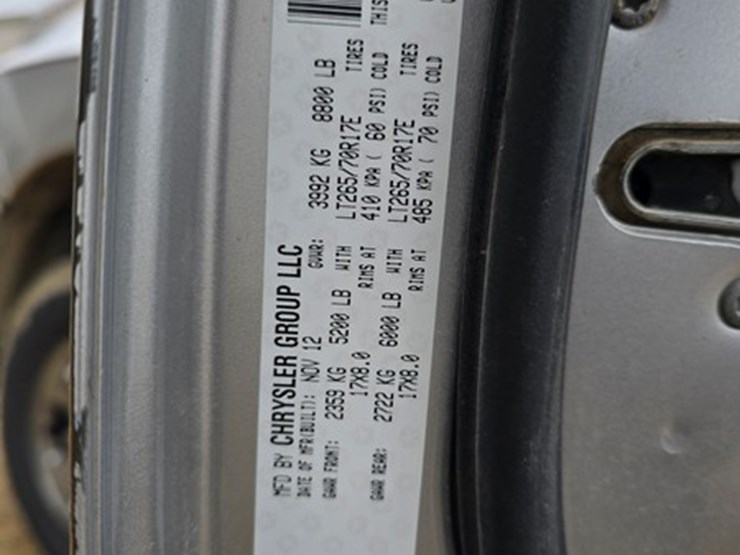 MFD BY CHRYSLER GROUP LLC
DATE OF MFR(BUILT): NOV 12 GVWR: 3992 KG 8800 LB
GAWR FRONT: 2359 KG 5200 LB WITH LT265/70R17E TIRES
17X8.0 RIMS AT 410 KPA ( 60 PSI) COLD
GAWR REAR: 2722 KG 6000 LB WITH LT265/70R17E TIRES
17X8.0 RIMS AT 485 KPA ( 70 PSI) COLD
THIS